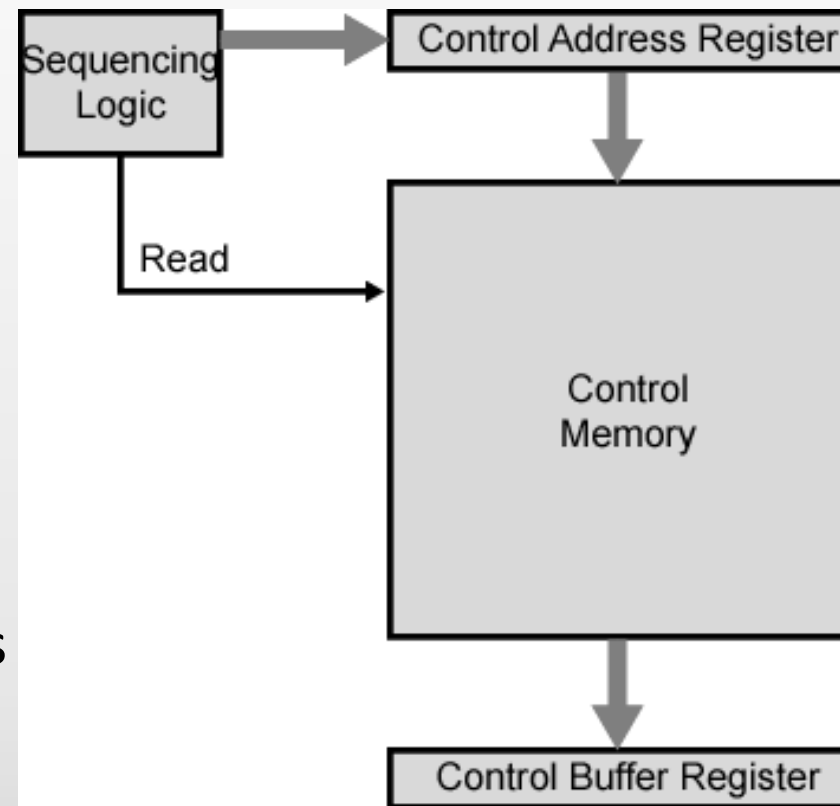 Sequencing
Logic
Control Address Register
Read
Control
Memory
s
Control Buffer Register